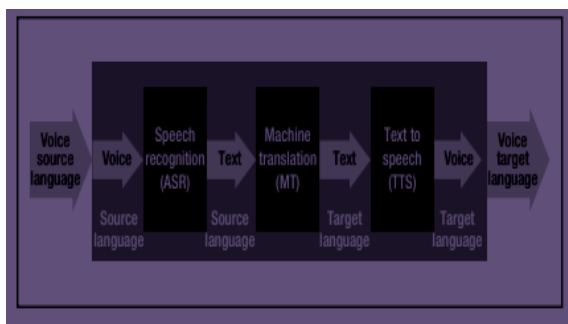 Voice
source
language
Voice
Speech
recognition
(ASR)
Text
Machine
translation
(MT)
Text
Text to
speech
(TTS)
Voice
Voice
target
language
Source
language
Source
language
Target
language
Target
language